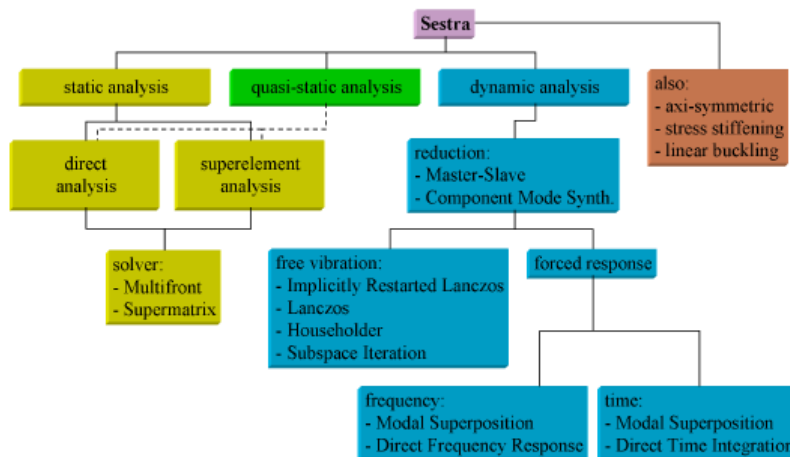 Sestra
static analysis
quasi-static analysis
dynamic analysis
also:
- axi-symmetric
- stress stiffening
- linear buckling
direct
analysis
superelement
analysis
reduction:
- Master-Slave
- Component Mode Synth.
solver:
- Multifront
- Supermatrix
free vibration:
- Implicitly Restarted Lanczos
- Lanczos
- Householder
- Subspace Iteration
forced response
frequency:
- Modal Superposition
- Direct Frequency Response
time:
- Modal Superposition
- Direct Time Integration